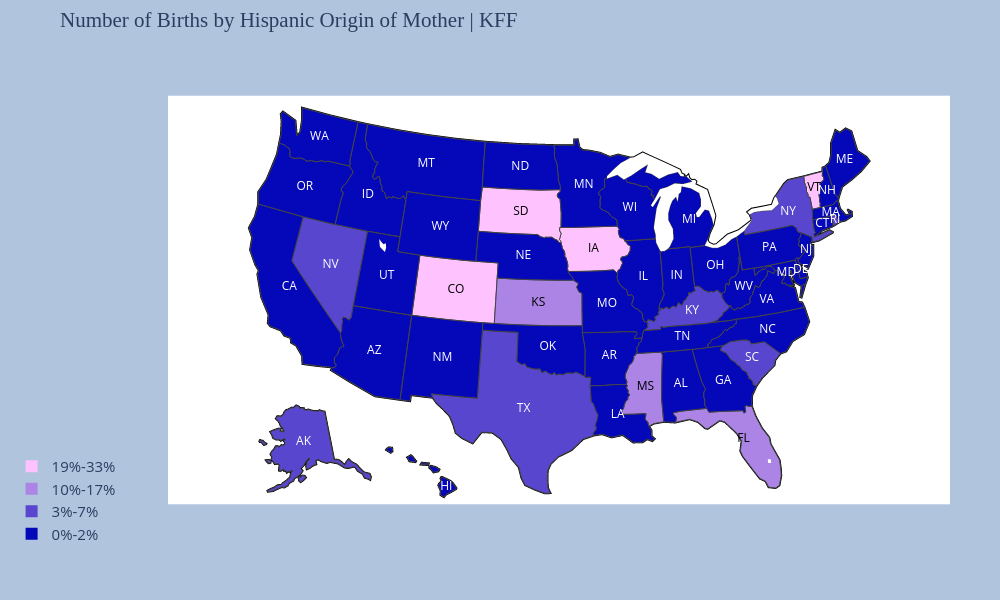 Number of Births by Hispanic Origin of Mother | KFF
WA
MT
ND
MN
ME
OR
ID
SD
WI
MI
VT
NH
WY
NY
MA
CT
RI
NV
UT
NE
IA
PA
NJ
CA
CO
KS
IL
IN
OH
MD
DE
WV
VA
MO
KY
AZ
NM
OK
AR
TN
NC
SC
TX
MS
AL
GA
LA
FL
AK
HI
19%-33%
10%-17%
3%-7%
0%-2%